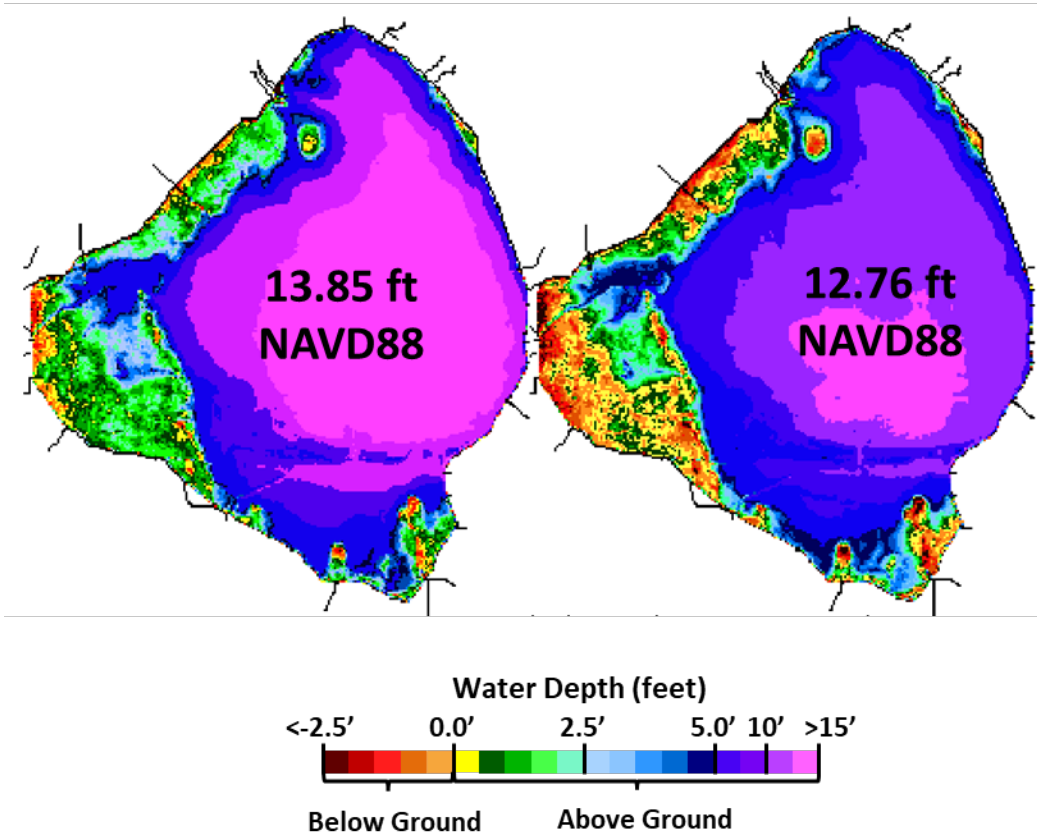 13.85 ft
NAVD88
12.76 ft
NAVD88
Water Depth (feet)
<-2.5’ 0.0’ 2.5’ 5.0’ 10’ >15’
Below Ground Above Ground